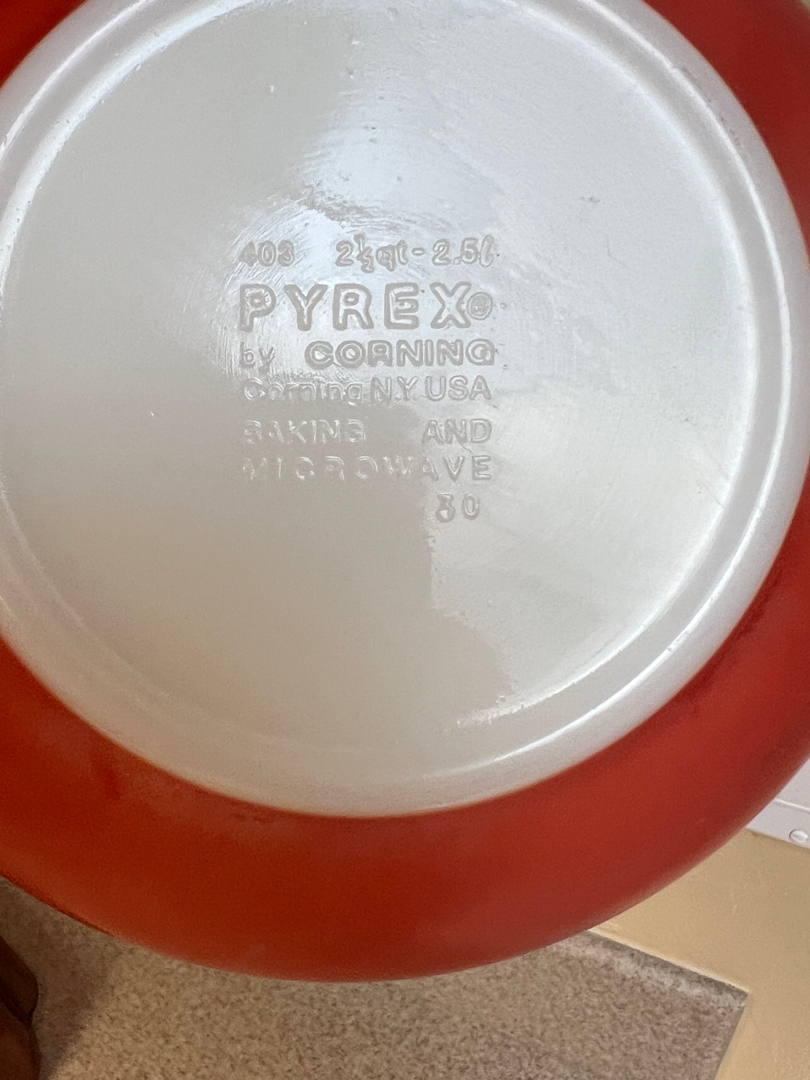 403 2½qt - 2.5ℓ
PYREX®
by CORNING
Corning N.Y. USA
BAKING AND
MICROWAVE
30